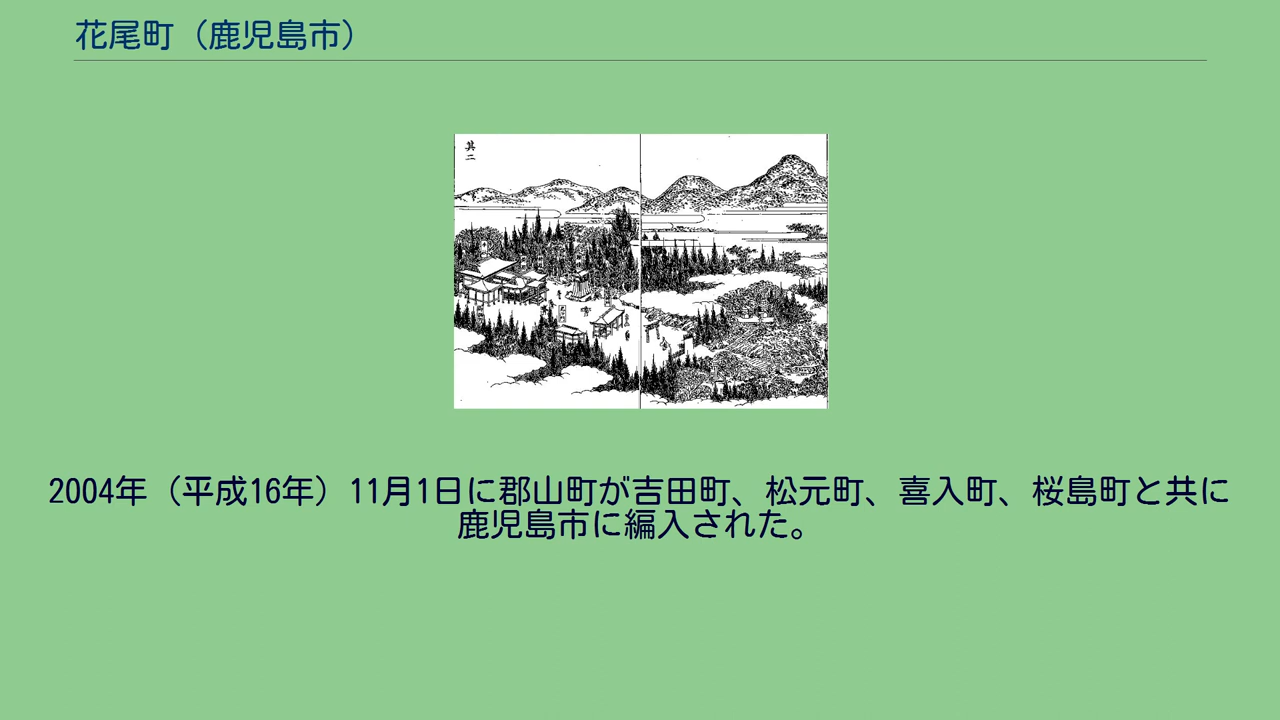 花尾町（鹿児島市）
其二
2004年（平成16年）11月1日に郡山町が吉田町、松元町、喜入町、桜島町と共に
鹿児島市に編入された。